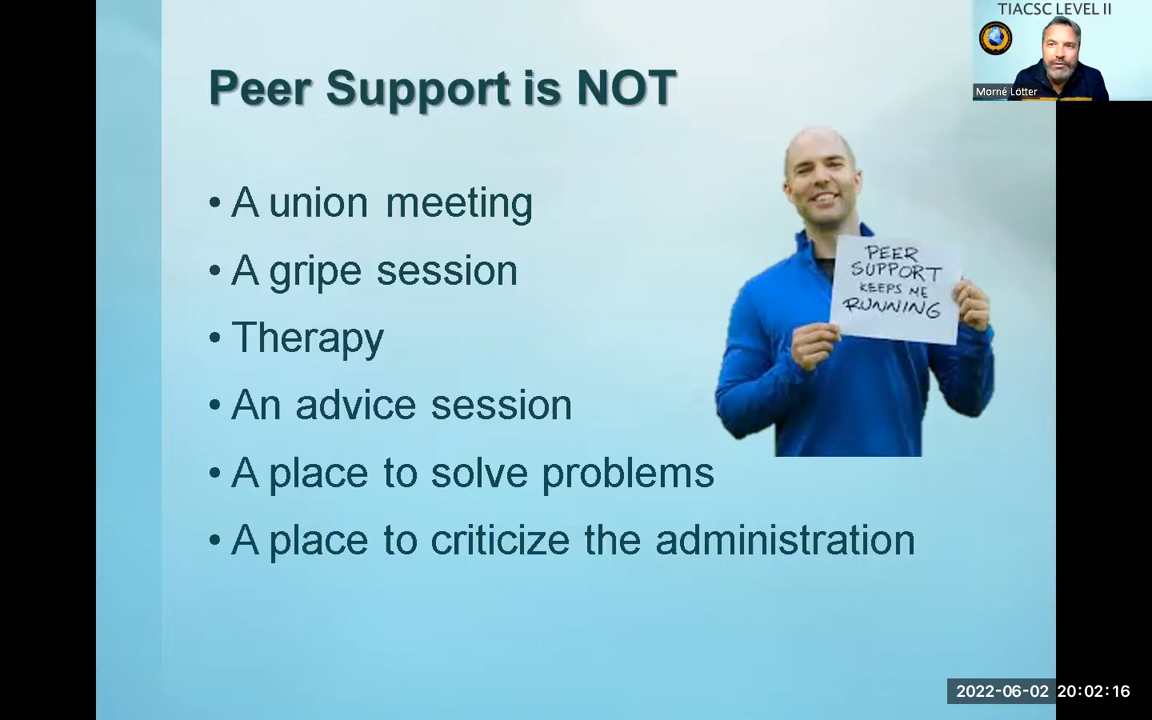 TIACSC LEVEL II
Morné Lötter
Peer Support is NOT
• A union meeting
• A gripe session
• Therapy
• An advice session
• A place to solve problems
• A place to criticize the administration
PEER
SUPPORT
KEEPS ME
RUNNING
2022-06-02 20:02:16